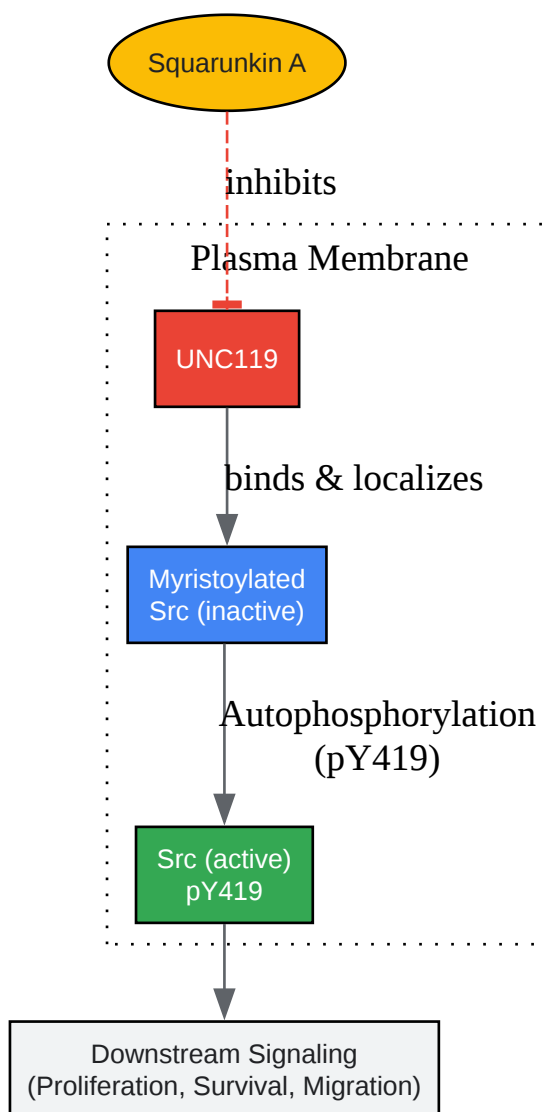 Squarunkin A
inhibits
Plasma Membrane
UNC119
binds & localizes
Myristoylated
Src (inactive)
Autophosphorylation
(pY419)
Src (active)
pY419
Downstream Signaling
(Proliferation, Survival, Migration)